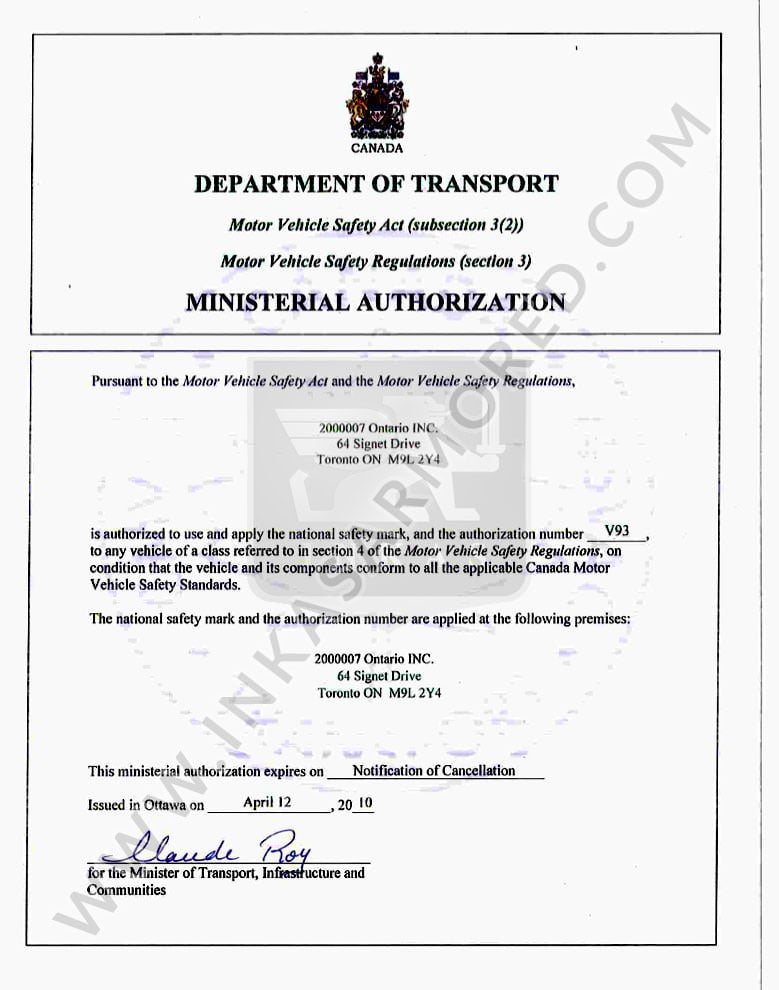 CANADA
DEPARTMENT OF TRANSPORT
Motor Vehicle Safety Act (subsection 3(2))
Motor Vehicle Safety Regulations (section 3)
MINISTERIAL AUTHORIZATION
Pursuant to the Motor Vehicle Safety Act and the Motor Vehicle Safety Regulations,
2000007 Ontario INC.
64 Signet Drive
Toronto ON M9L 2Y4
is authorized to use and apply the national safety mark, and the authorization number V93,
to any vehicle of a class referred to in section 4 of the Motor Vehicle Safety Regulations, on
condition that the vehicle and its components conform to all the applicable Canada Motor
Vehicle Safety Standards.
The national safety mark and the authorization number are applied at the following premises:
2000007 Ontario INC.
64 Signet Drive
Toronto ON M9L 2Y4
This ministerial authorization expires on Notification of Cancellation
Issued in Ottawa on April 12, 20 10
Claude Roy
for the Minister of Transport, Infrastructure and
Communities
WWW.INKASARMORED.COM